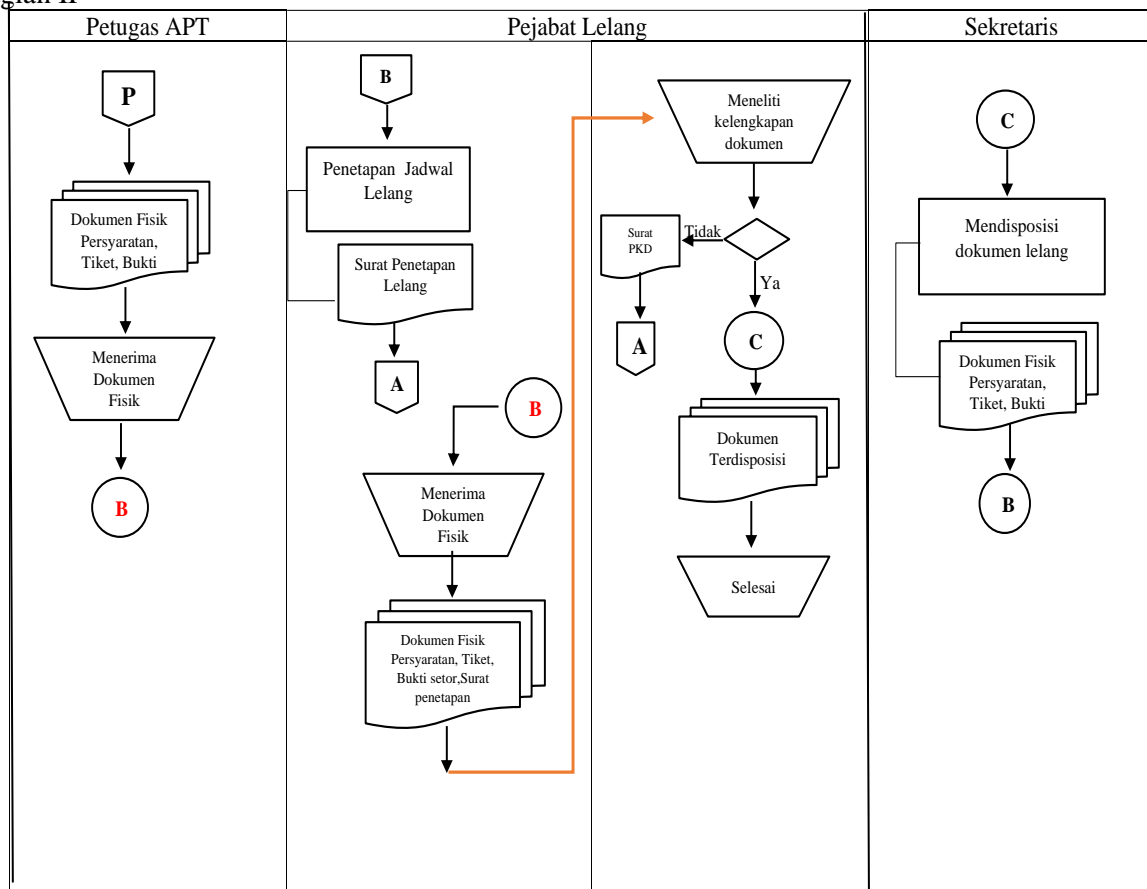 gian II
Petugas APT
Pejabat Lelang
Sekretaris
P
Dokumen Fisik
Persyaratan,
Tiket, Bukti
Menerima
Dokumen
Fisik
B
B
Penetapan Jadwal
Lelang
Surat Penetapan
Lelang
A
B
Menerima
Dokumen
Fisik
Dokumen Fisik
Persyaratan, Tiket,
Bukti setor,Surat
penetapan
Meneliti
kelengkapan
dokumen
Tidak
Surat
PKD
Ya
A
C
Dokumen
Terdisposisi
Selesai
C
Mendisposisi
dokumen lelang
Dokumen Fisik
Persyaratan,
Tiket, Bukti
B